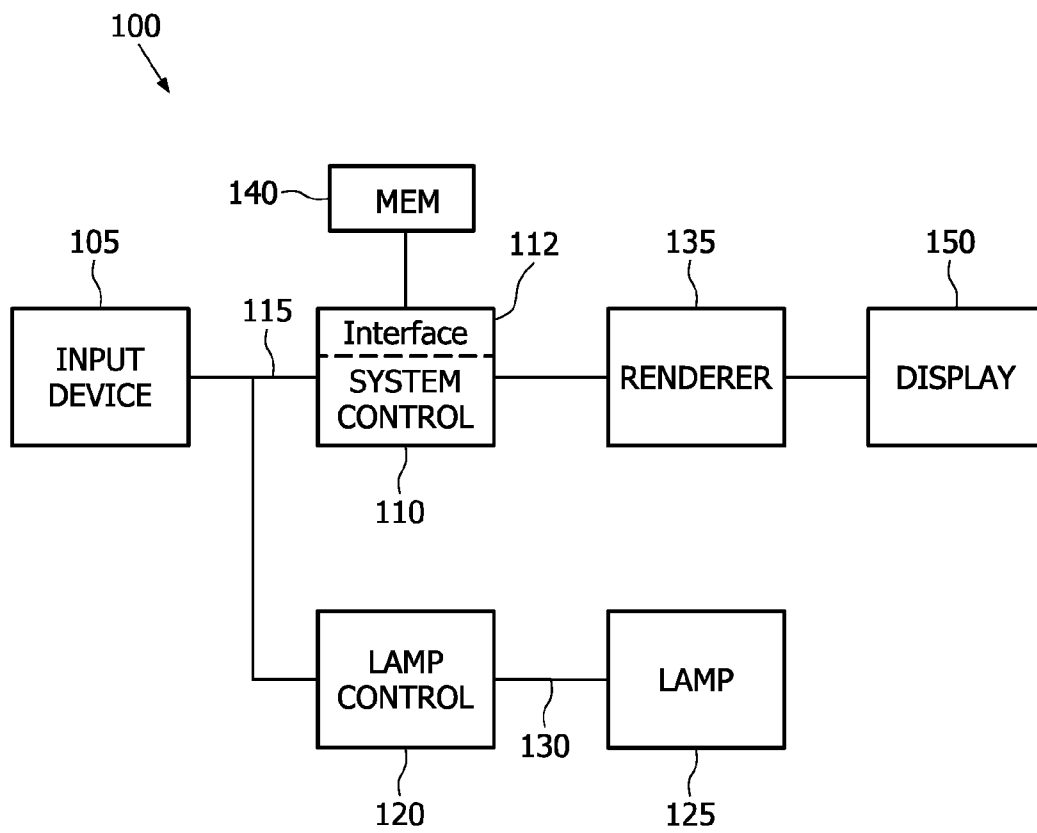 100
140
MEM
105
115
112
135
150
INPUT
DEVICE
Interface
SYSTEM
CONTROL
RENDERER
DISPLAY
110
LAMP
CONTROL
LAMP
130
120
125